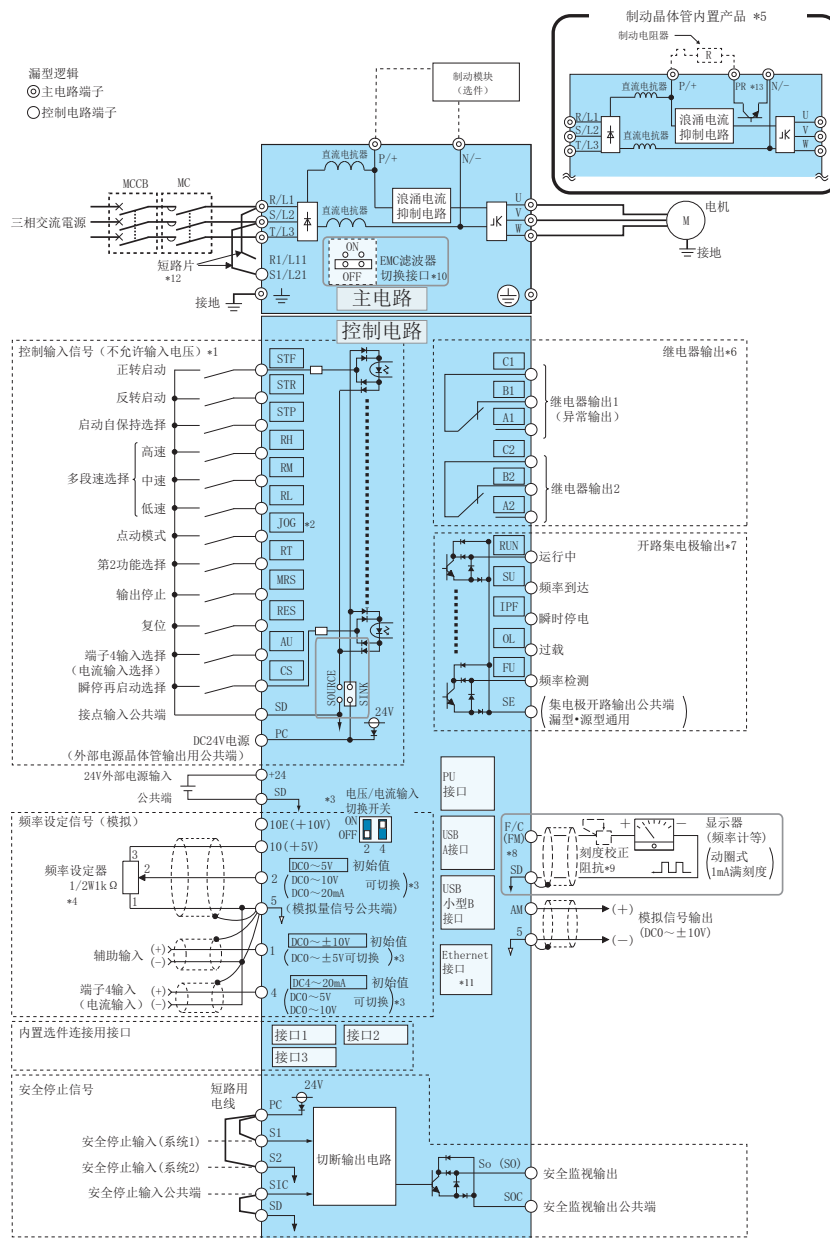 制动晶体管内置产品 *5
制动电阻器
R
直流电抗器
P/+
PR *13
N/-
R/L1
S/L2
T/L3
浪涌电流
抑制电路
直流电抗器
U
V
W
漏型逻辑
主电路端子
控制电路端子
制动模块
(选件)
P/+
N/-
直流电抗器
MCCB
MC
三相交流電源
R/L1
S/L2
T/L3
直流电抗器
浪涌电流
抑制电路
U
V
W
电机
M
接地
短路片
*12
R1/L11
S1/L21
ON
OFF
EMC滤波器
切换接口*10
接地
主电路
控制电路
控制输入信号(不允许输入电压)*1
正转启动
STF
反转启动
STR
启动自保持选择
STP
多段速选择
高速
RH
中速
RM
低速
RL
点动模式
JOG *2
第2功能选择
RT
输出停止
MRS
复位
RES
端子4输入选择
(电流输入选择)
AU
瞬停再启动选择
CS
接点输入公共端
SD
SOURCE
SINK
24V
DC24V电源
(外部电源晶体管输出用公共端)
PC
24V外部电源输入
+24
公共端
SD
继电器输出*6
C1
B1
A1
继电器输出1
(异常输出)
C2
B2
A2
继电器输出2
开路集电极输出*7
RUN
运行中
SU
频率到达
IPF
瞬时停电
OL
过载
FU
频率检测
SE
(集电极开路输出公共端
漏型•源型通用)
频率设定信号(模拟)
*3
电压/电流输入
切换开关
ON
OFF
2 4
10E(+10V)
10(+5V)
频率设定器
1/2W1kΩ
*4
3
2
1
2
DC0~5V 初始值
(DC0~10V
DC0~20mA 可切换)*3
5
(模拟量信号公共端)
辅助输入
(+)
(-)
1
DC0~±10V 初始值
(DC0~±5V可切换)*3
端子4输入
(电流输入)
(+)
(-)
4
DC4~20mA 初始值
(DC0~5V
DC0~10V 可切换)*3
PU
接口
USB
A接口
USB
小型B
接口
Ethernet
接口
*11
F/C
(FM)
*8
SD
刻度校正
阻抗*9
+
-
显示器
(频率计等)
(动圈式
1mA满刻度)
AM
5
(+)
(-)
模拟信号输出
(DC0~±10V)
内置选件连接用接口
接口1
接口2
接口3
安全停止信号
短路用
电线
PC
24V
安全停止输入(系统1)
S1
安全停止输入(系统2)
S2
安全停止输入公共端
SIC
SD
切断输出电路
So (SO)
安全监视输出
SOC
安全监视输出公共端